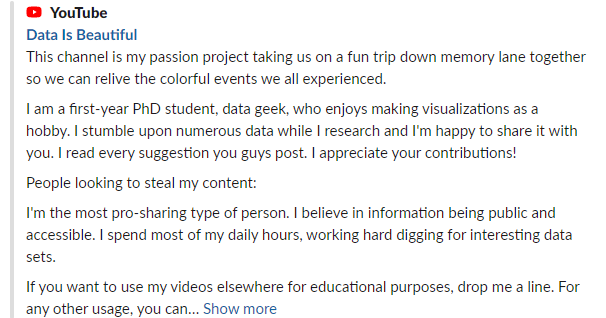 YouTube
Data Is Beautiful
This channel is my passion project taking us on a fun trip down memory lane together
so we can relive the colorful events we all experienced.
I am a first-year PhD student, data geek, who enjoys making visualizations as a
hobby. I stumble upon numerous data while I research and I'm happy to share it with
you. I read every suggestion you guys post. I appreciate your contributions!
People looking to steal my content:
I'm the most pro-sharing type of person. I believe in information being public and
accessible. I spend most of my daily hours, working hard digging for interesting data
sets.
If you want to use my videos elsewhere for educational purposes, drop me a line. For
any other usage, you can... Show more